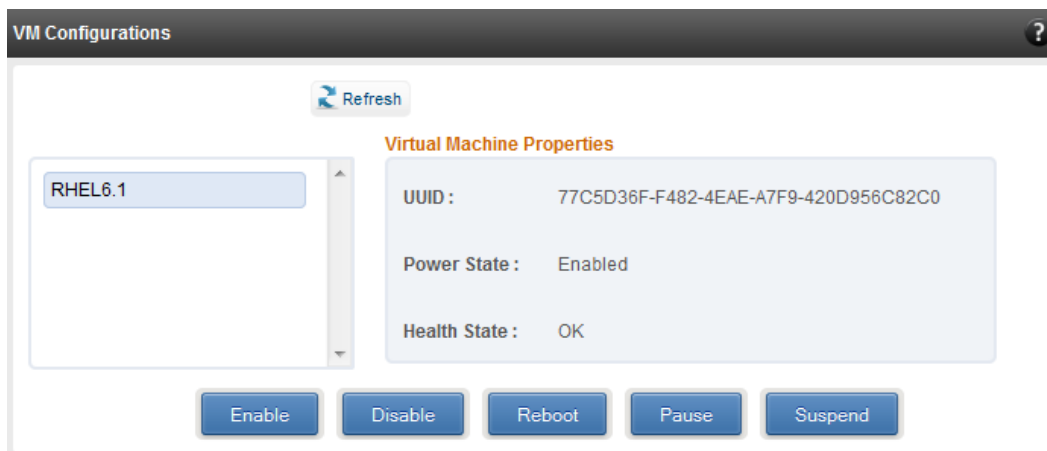 VM Configurations ?
Refresh
Virtual Machine Properties
RHEL6.1
UUID : 77C5D36F-F482-4EAE-A7F9-420D956C82C0
Power State : Enabled
Health State : OK
Enable Disable Reboot Pause Suspend